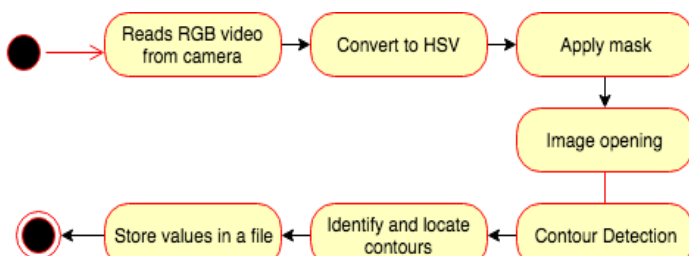 Reads RGB video
from camera
Convert to HSV
Apply mask
Image opening
Contour Detection
Identify and locate
contours
Store values in a file